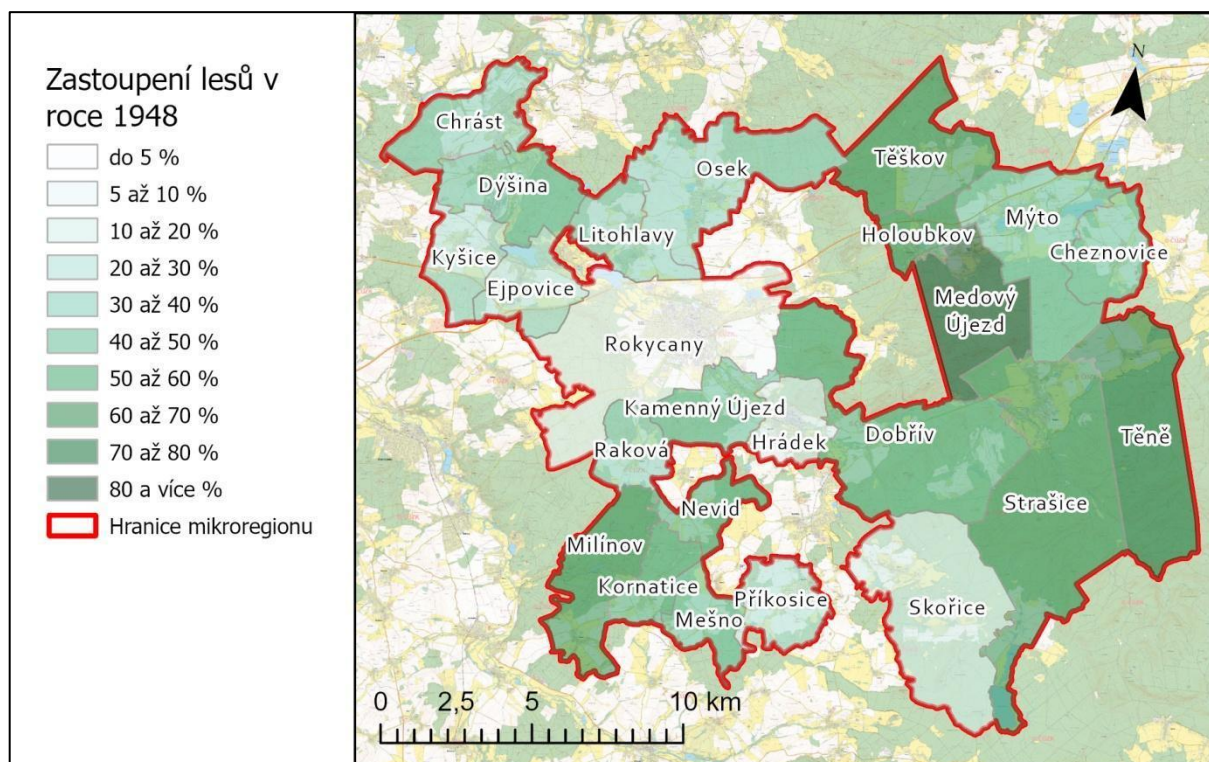 Zastoupení lesů v
roce 1948
do 5 %
5 až 10 %
10 až 20 %
20 až 30 %
30 až 40 %
40 až 50 %
50 až 60 %
60 až 70 %
70 až 80 %
80 a více %
Hranice mikroregionu
N
Chrást
Osek
Těškov
Dýšina
Mýto
Holoubkov
Litohlavy
Kyšice
Cheznovice
Ejpovice
Medový
Újezd
Rokycany
Kamenný Újezd
Hrádek
Dobřív
Těně
Raková
Strašice
Nevid
Milínov
Kornatice
Příkosice
Skořice
Mešno
0 2,5 5 10 km